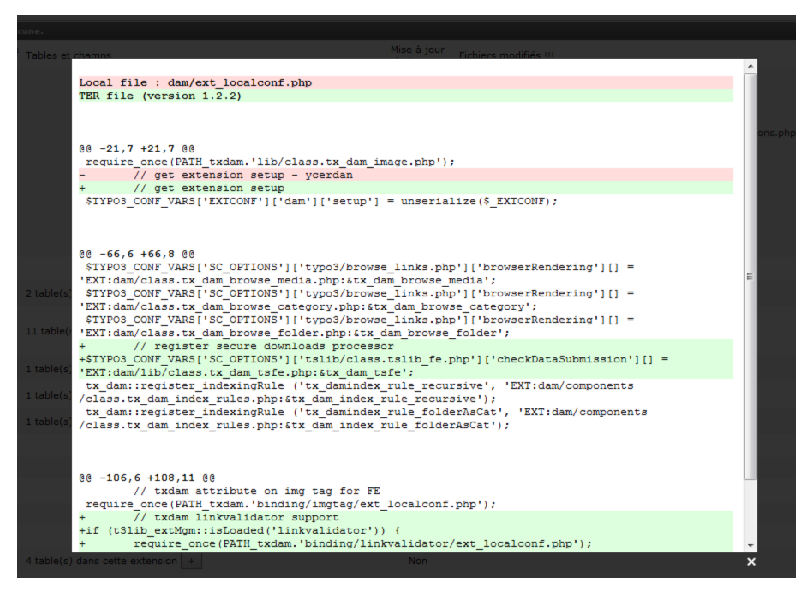 cune.
Tables et champs Mise à jour Fichiers modifiés !!!
Local file : dam/ext_localconf.php
TER file (version 1.2.2)
ons.php
@@ -21,7 +21,7 @@
require_once(PATH_txdam.'lib/class.tx_dam_image.php');
- // get extension setup - ycerdan
+ // get extension setup
$TYPO3_CONF_VARS['EXTCONF']['dam']['setup'] = unserialize($_EXTCONF);
@@ -66,6 +66,8 @@
$TYPO3_CONF_VARS['SC_OPTIONS']['typo3/browse_links.php']['browserRendering'][] =
'EXT:dam/class.tx_dam_browse_media.php:&tx_dam_browse_media';
$TYPO3_CONF_VARS['SC_OPTIONS']['typo3/browse_links.php']['browserRendering'][] =
2 table(s)
'EXT:dam/class.tx_dam_browse_category.php:&tx_dam_browse_category';
$TYPO3_CONF_VARS['SC_OPTIONS']['typo3/browse_links.php']['browserRendering'][] =
11 table(
'EXT:dam/class.tx_dam_browse_folder.php:&tx_dam_browse_folder';
+ // register secure downloads processor
+$TYPO3_CONF_VARS['SC_OPTIONS']['tslib/class.tslib_fe.php']['checkDataSubmission'][] =
1 table(s)
'EXT:dam/lib/class.tx_dam_tsfe.php:&tx_dam_tsfe';
tx_dam::register_indexingRule ('tx_damindex_rule_recursive', 'EXT:dam/components
1 table(s)
/class.tx_dam_index_rules.php:&tx_dam_index_rule_recursive');
tx_dam::register_indexingRule ('tx_damindex_rule_folderAsCat', 'EXT:dam/components
1 table(s)
/class.tx_dam_index_rules.php:&tx_dam_index_rule_folderAsCat');
@@ -106,6 +108,11 @@
// txdam attribute on img tag for FE
require_once(PATH_txdam.'binding/imgtag/ext_localconf.php');
+ // txdam linkvalidator support
+if (t3lib_extMgm::isLoaded('linkvalidator')) {
+ require_once(PATH_txdam.'binding/linkvalidator/ext_localconf.php');
4 table(s) dans cette extension + Non